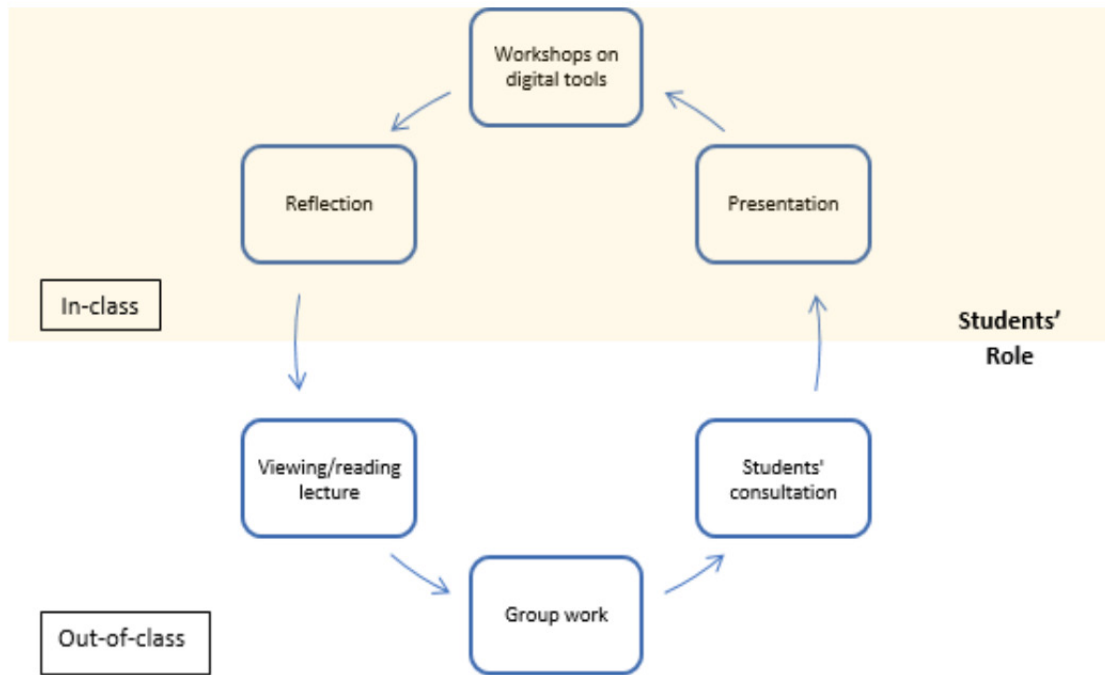 Workshops on
digital tools
Reflection
Presentation
In-class
Students’
Role
Viewing/reading
lecture
Students'
consultation
Group work
Out-of-class